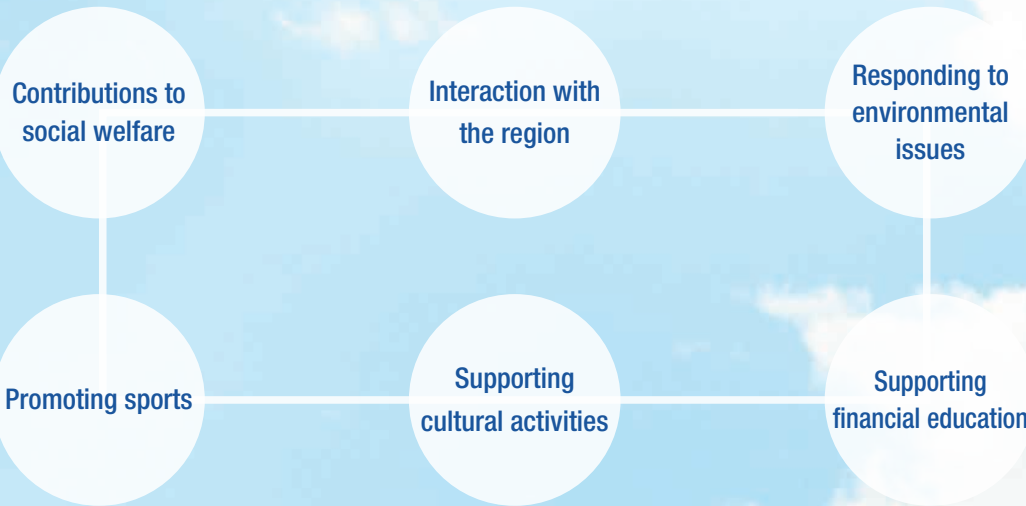 Contributions to
social welfare
Interaction with
the region
Responding to
environmental
issues
Promoting sports
Supporting
cultural activities
Supporting
financial education